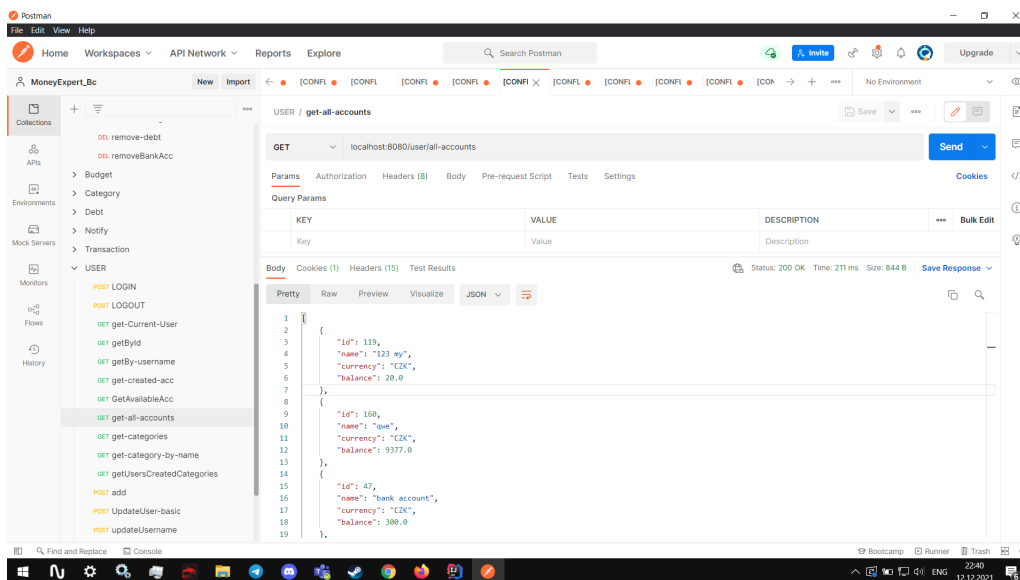 Postman
File Edit View Help
Home Workspaces API Network Reports Explore Search Postman Invite Upgrade
MoneyExpert_Bc New Import [CONFL [CONFL [CONFL [CONFL [CONFI [CONFL [CONFL [CONFL [CONFL [CON No Environment
Collections
APIs
Environments
Mock Servers
Monitors
Flows
History
DEL remove-debt
DEL removeBankAcc
Budget
Category
Debt
Notify
Transaction
USER
POST LOGIN
POST LOGOUT
GET get-Current-User
GET getById
GET getBy-username
GET get-created-acc
GET GetAvailableAcc
GET get-all-accounts
GET get-categories
GET get-category-by-name
GET getUsersCreatedCategories
POST add
POST UpdateUser-basic
POST updateUsername
USER / get-all-accounts Save
GET localhost:8080/user/all-accounts Send
Params Authorization Headers (8) Body Pre-request Script Tests Settings Cookies
Query Params
KEY VALUE DESCRIPTION Bulk Edit
Key Value Description
Body Cookies (1) Headers (15) Test Results Status: 200 OK Time: 211 ms Size: 844 B Save Response
Pretty Raw Preview Visualize JSON
1 [
2 {
3 "id": 119,
4 "name": "123 my",
5 "currency": "CZK",
6 "balance": 20.0
7 },
8 {
9 "id": 160,
10 "name": "qwe",
11 "currency": "CZK",
12 "balance": 9377.0
13 },
14 {
15 "id": 47,
16 "name": "bank account",
17 "currency": "CZK",
18 "balance": 300.0
19 },
Find and Replace Console Bootcamp Runner Trash
ENG 22:40
12.12.2021